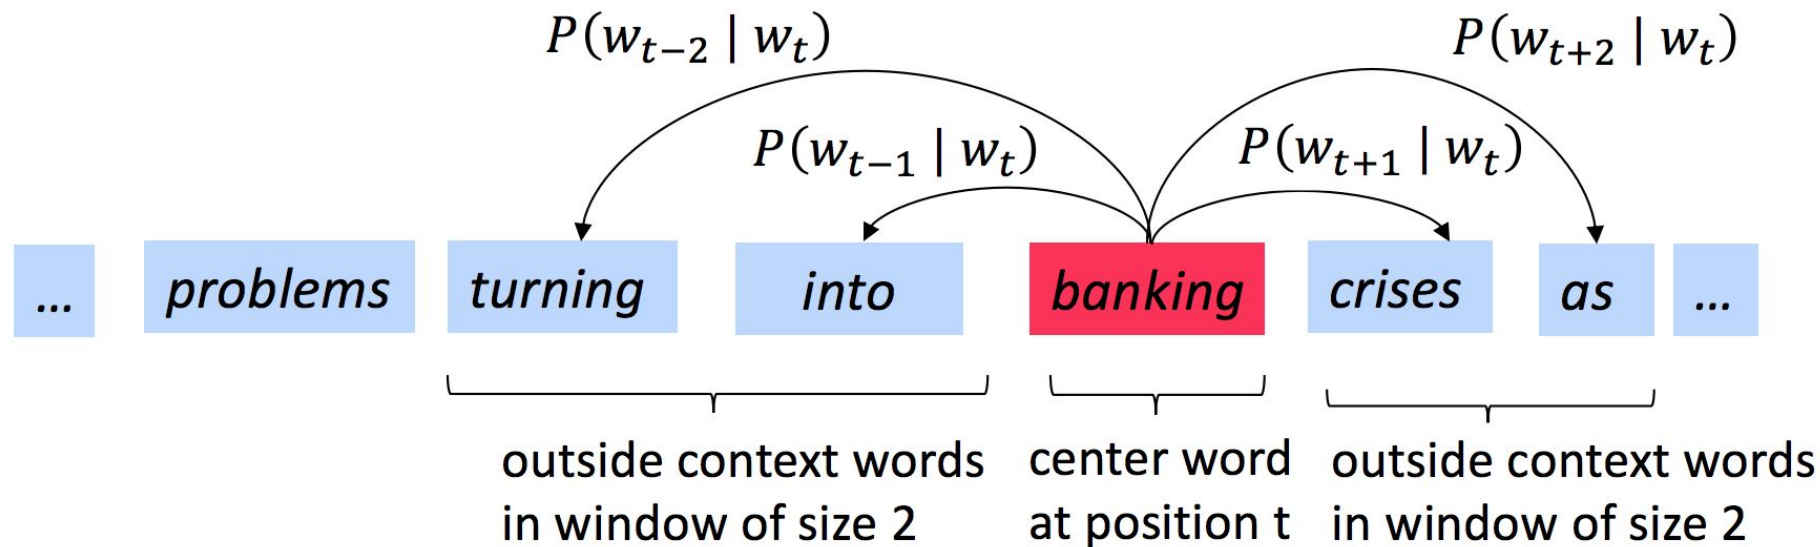 P(w_{t−2} | w_t)
P(w_{t+2} | w_t)
P(w_{t−1} | w_t)
P(w_{t+1} | w_t)
... problems turning into banking crises as ...
outside context words
in window of size 2
center word
at position t
outside context words
in window of size 2